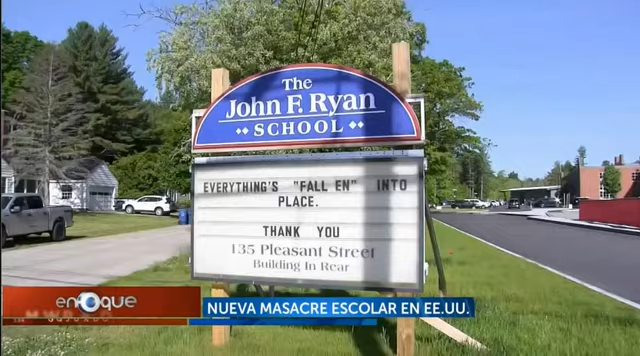 The
John F. Ryan
SCHOOL
EVERYTHING'S "FALL EN" INTO
PLACE.
THANK YOU
135 Pleasant Street
Building In Rear
enfoque
NUEVA MASACRE ESCOLAR EN EE.UU.